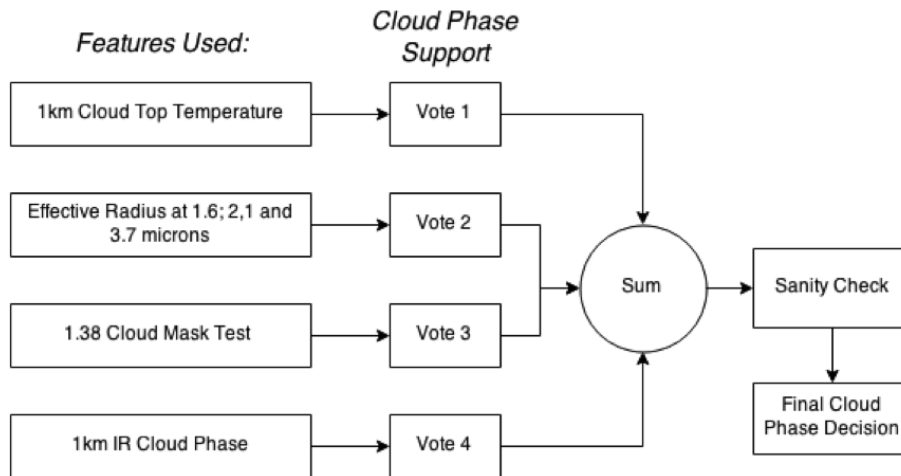 Features Used:
Cloud Phase
Support
1km Cloud Top Temperature
Vote 1
Effective Radius at 1.6; 2,1 and
3.7 microns
Vote 2
1.38 Cloud Mask Test
Vote 3
1km IR Cloud Phase
Vote 4
Sum
Sanity Check
Final Cloud
Phase Decision